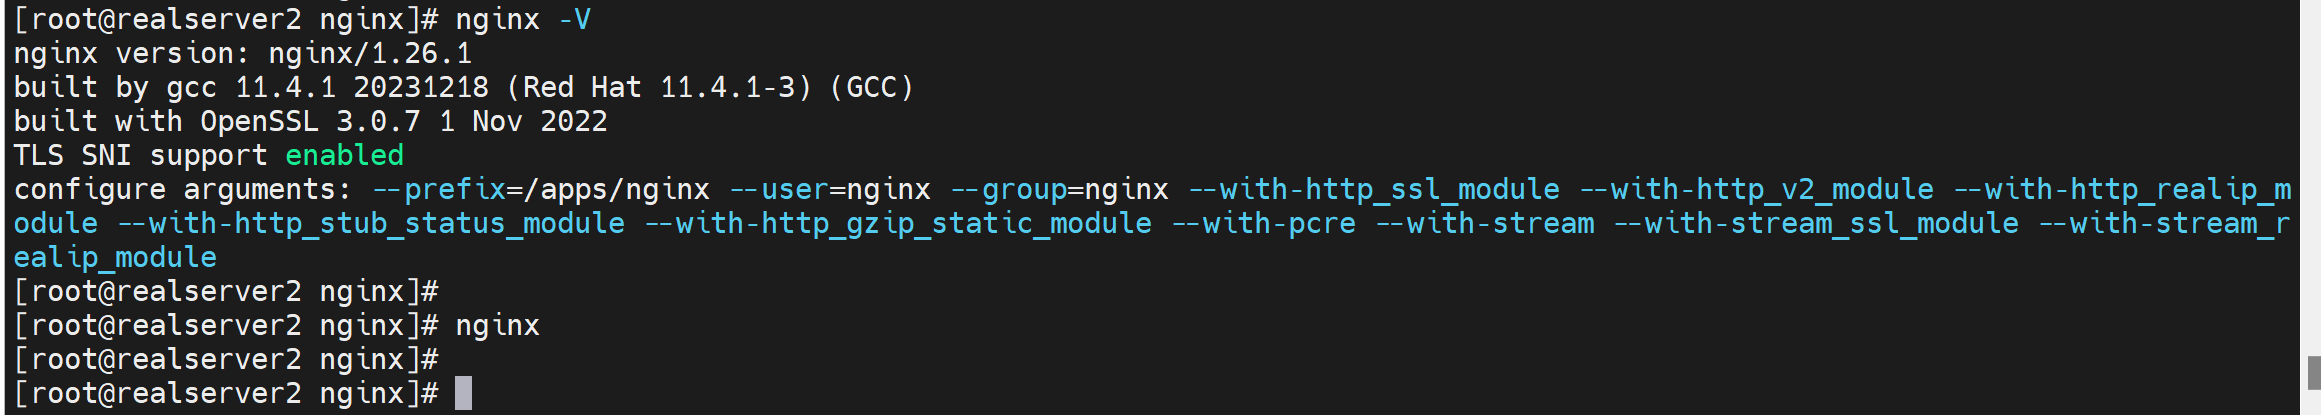 [root@realserver2 nginx]# nginx -V
nginx version: nginx/1.26.1
built by gcc 11.4.1 20231218 (Red Hat 11.4.1-3) (GCC)
built with OpenSSL 3.0.7 1 Nov 2022
TLS SNI support enabled
configure arguments: --prefix=/apps/nginx --user=nginx --group=nginx --with-http_ssl_module --with-http_v2_module --with-http_realip_m
odule --with-http_stub_status_module --with-http_gzip_static_module --with-pcre --with-stream --with-stream_ssl_module --with-stream_r
ealip_module
[root@realserver2 nginx]#
[root@realserver2 nginx]# nginx
[root@realserver2 nginx]#
[root@realserver2 nginx]#